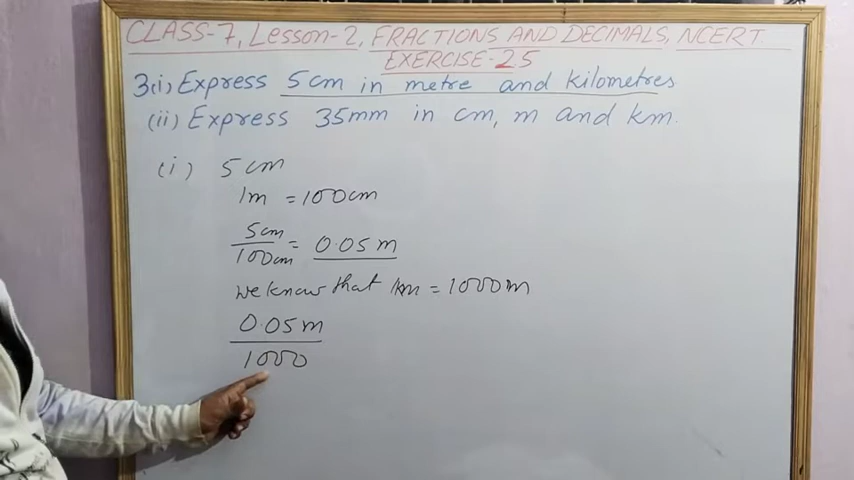 CLASS-7, Lesson-2, FRACTIONS AND DECIMALS, NCERT.
EXERCISE-2.5
3(i) Express 5cm in metre and kilometres
(ii) Express 35mm in cm, m and km.
(i) 5cm
1m = 100cm
5cm
100cm = 0.05m
we know that 1km = 1000m
0.05m
1000